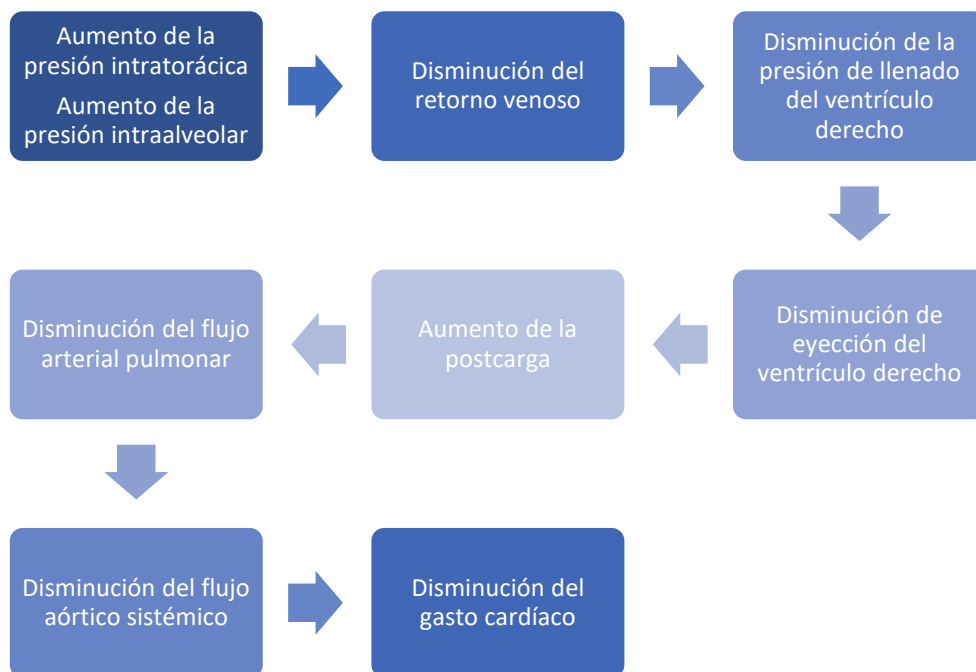 Aumento de la
presión intratorácica
Aumento de la
presión intraalveolar
Disminución del
retorno venoso
Disminución de la
presión de llenado
del ventrículo
derecho
Disminución de
eyección del
ventrículo derecho
Aumento de la
postcarga
Disminución del flujo
arterial pulmonar
Disminución del flujo
aórtico sistémico
Disminución del
gasto cardíaco